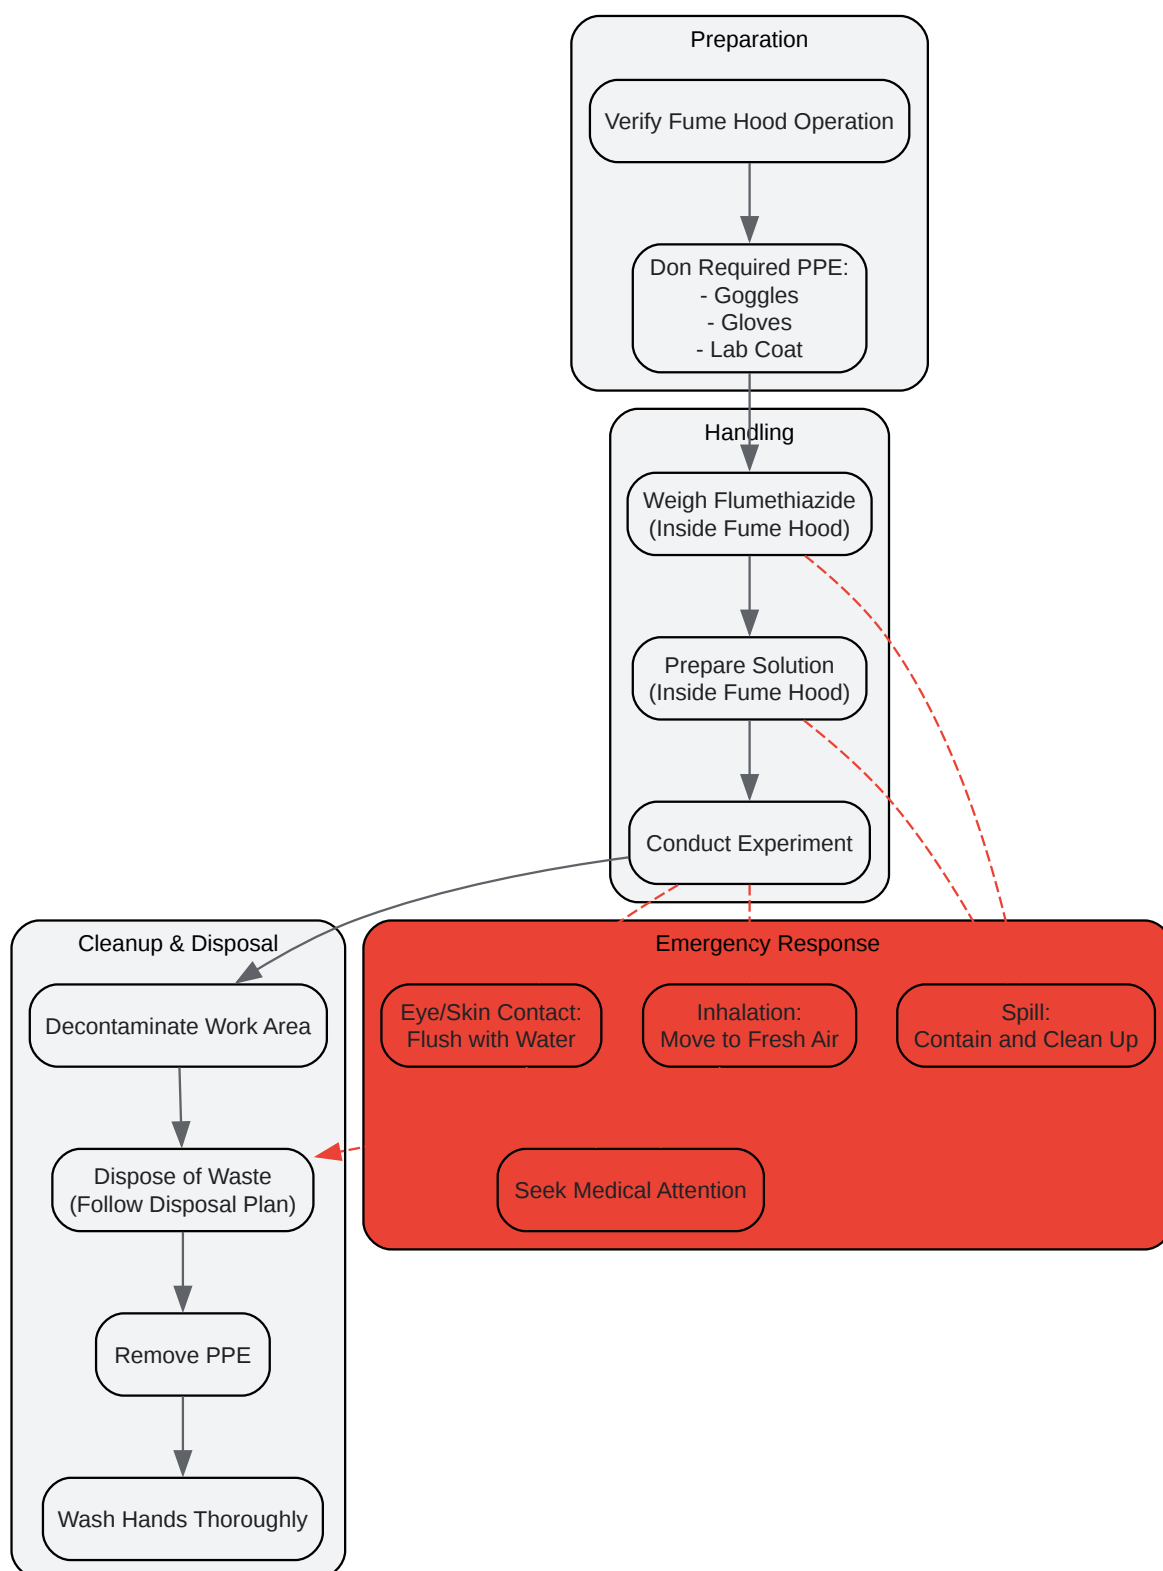 Preparation
Verify Fume Hood Operation
Don Required PPE:
- Goggles
- Gloves
- Lab Coat
Handling
Weigh Flumethiazide
(Inside Fume Hood)
Prepare Solution
(Inside Fume Hood)
Conduct Experiment
Cleanup & Disposal
Decontaminate Work Area
Dispose of Waste
(Follow Disposal Plan)
Remove PPE
Wash Hands Thoroughly
Emergency Response
Eye/Skin Contact:
Flush with Water
Inhalation:
Move to Fresh Air
Spill:
Contain and Clean Up
Seek Medical Attention